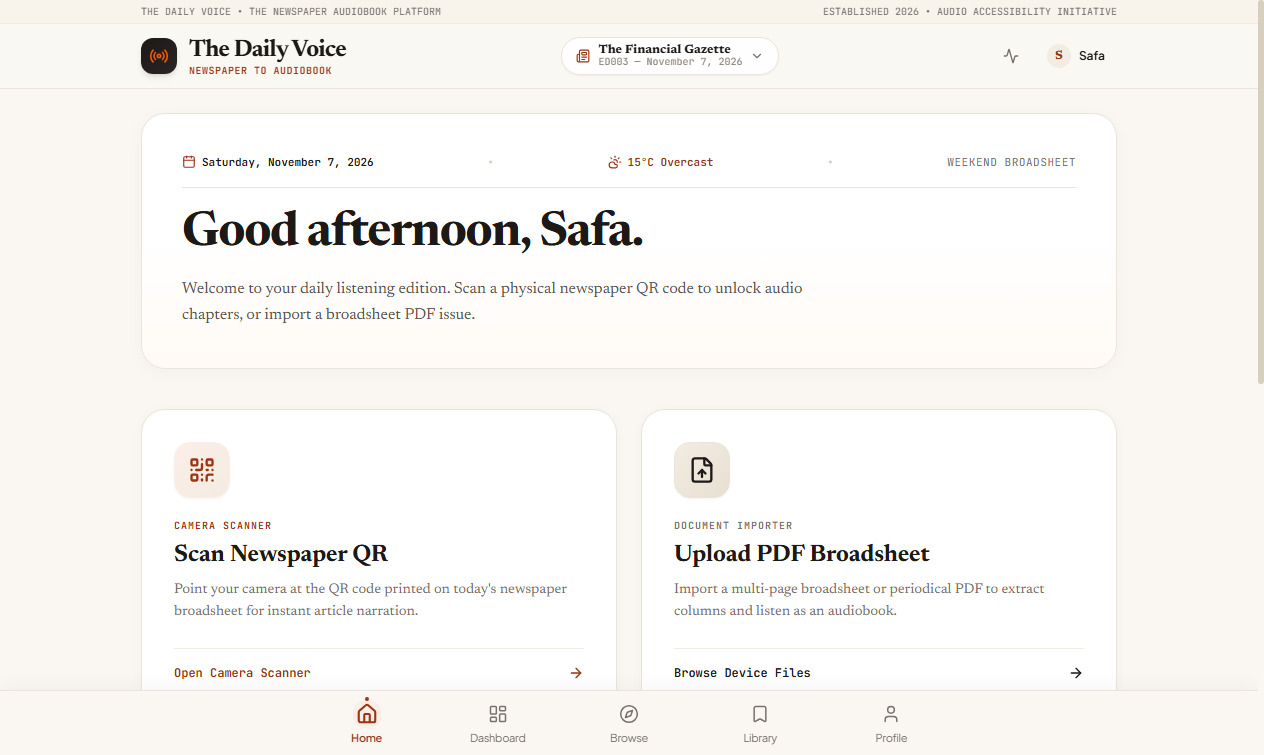 THE DAILY VOICE • THE NEWSPAPER AUDIOBOOK PLATFORM
ESTABLISHED 2026 • AUDIO ACCESSIBILITY INITIATIVE
The Daily Voice
NEWSPAPER TO AUDIOBOOK
The Financial Gazette
ED003 — November 7, 2026
S
Safa
Saturday, November 7, 2026
•
15°C Overcast
•
WEEKEND BROADSHEET
Good afternoon, Safa.
Welcome to your daily listening edition. Scan a physical newspaper QR code to unlock audio
chapters, or import a broadsheet PDF issue.
CAMERA SCANNER
Scan Newspaper QR
Point your camera at the QR code printed on today's newspaper
broadsheet for instant article narration.
Open Camera Scanner
DOCUMENT IMPORTER
Upload PDF Broadsheet
Import a multi-page broadsheet or periodical PDF to extract
columns and listen as an audiobook.
Browse Device Files
Home
Dashboard
Browse
Library
Profile